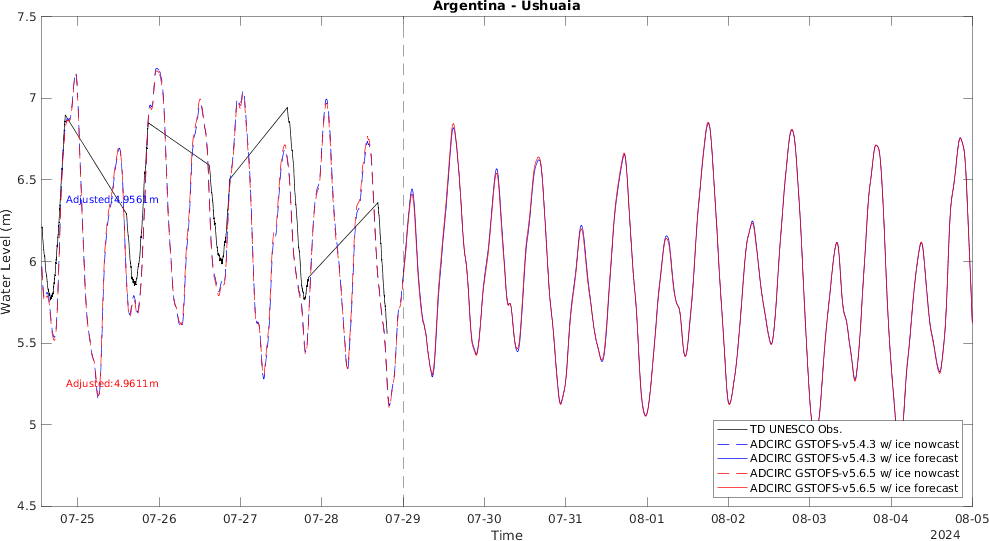 Argentina - Ushuaia
7.5
7
6.5
6
5.5
5
4.5
Water Level (m)
Adjusted:4.9561m
Adjusted:4.9611m
TD UNESCO Obs.
ADCIRC GSTOFS-v5.4.3 w/ ice nowcast
ADCIRC GSTOFS-v5.4.3 w/ ice forecast
ADCIRC GSTOFS-v5.6.5 w/ ice nowcast
ADCIRC GSTOFS-v5.6.5 w/ ice forecast
07-25 07-26 07-27 07-28 07-29 07-30 07-31 08-01 08-02 08-03 08-04 08-05
Time
2024